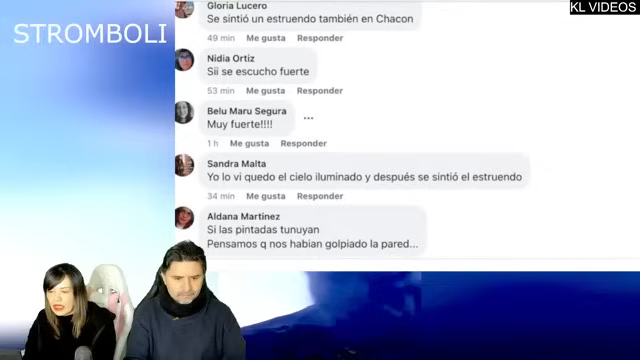 KL VIDEOS
STROMBOLI
Gloria Lucero
Se sintió un estruendo también en Chacon
49 min Me gusta Responder
Nidia Ortiz
Sii se escucho fuerte
53 min Me gusta Responder
Belu Maru Segura
Muy fuerte!!!!
1 h Me gusta Responder
Sandra Malta
Yo lo vi quedo el cielo iluminado y después se sintió el estruendo
34 min Me gusta Responder
Aldana Martinez
Si las pintadas tunuyan
Pensamos q nos habian golpiado la pared...